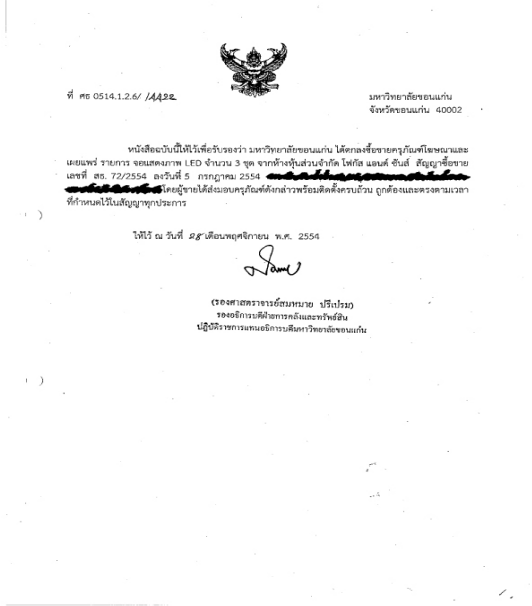 ที่ ศธ 0514.1.2.6/
มหาวิทยาลัยขอนแก่น
จังหวัดขอนแก่น 40002
หนังสือฉบับนี้ให้ไว้เพื่อรับรองว่า มหาวิทยาลัยขอนแก่น ได้ตกลงซื้อขายครุภัณฑ์โฆษณาและ
เผยแพร่ รายการ จอแสดงภาพ LED จำนวน 3 ชุด จากห้างหุ้นส่วนจำกัด โฟกัส แอนด์ ซันส์ สัญญาซื้อขาย
เลขที่ สธ. 72/2554 ลงวันที่ 5 กรกฎาคม 2554
โดยผู้ขายได้ส่งมอบครุภัณฑ์ดังกล่าวพร้อมติดตั้งครบถ้วน ถูกต้องและตรงตามเวลา
ที่กำหนดไว้ในสัญญาทุกประการ
ให้ไว้ ณ วันที่ 28 เดือนพฤศจิกายน พ.ศ. 2554
(รองศาสตราจารย์สมหมาย ปรีเปรม)
รองอธิการบดีฝ่ายการคลังและทรัพย์สิน
ปฏิบัติราชการแทนอธิการบดีมหาวิทยาลัยขอนแก่น